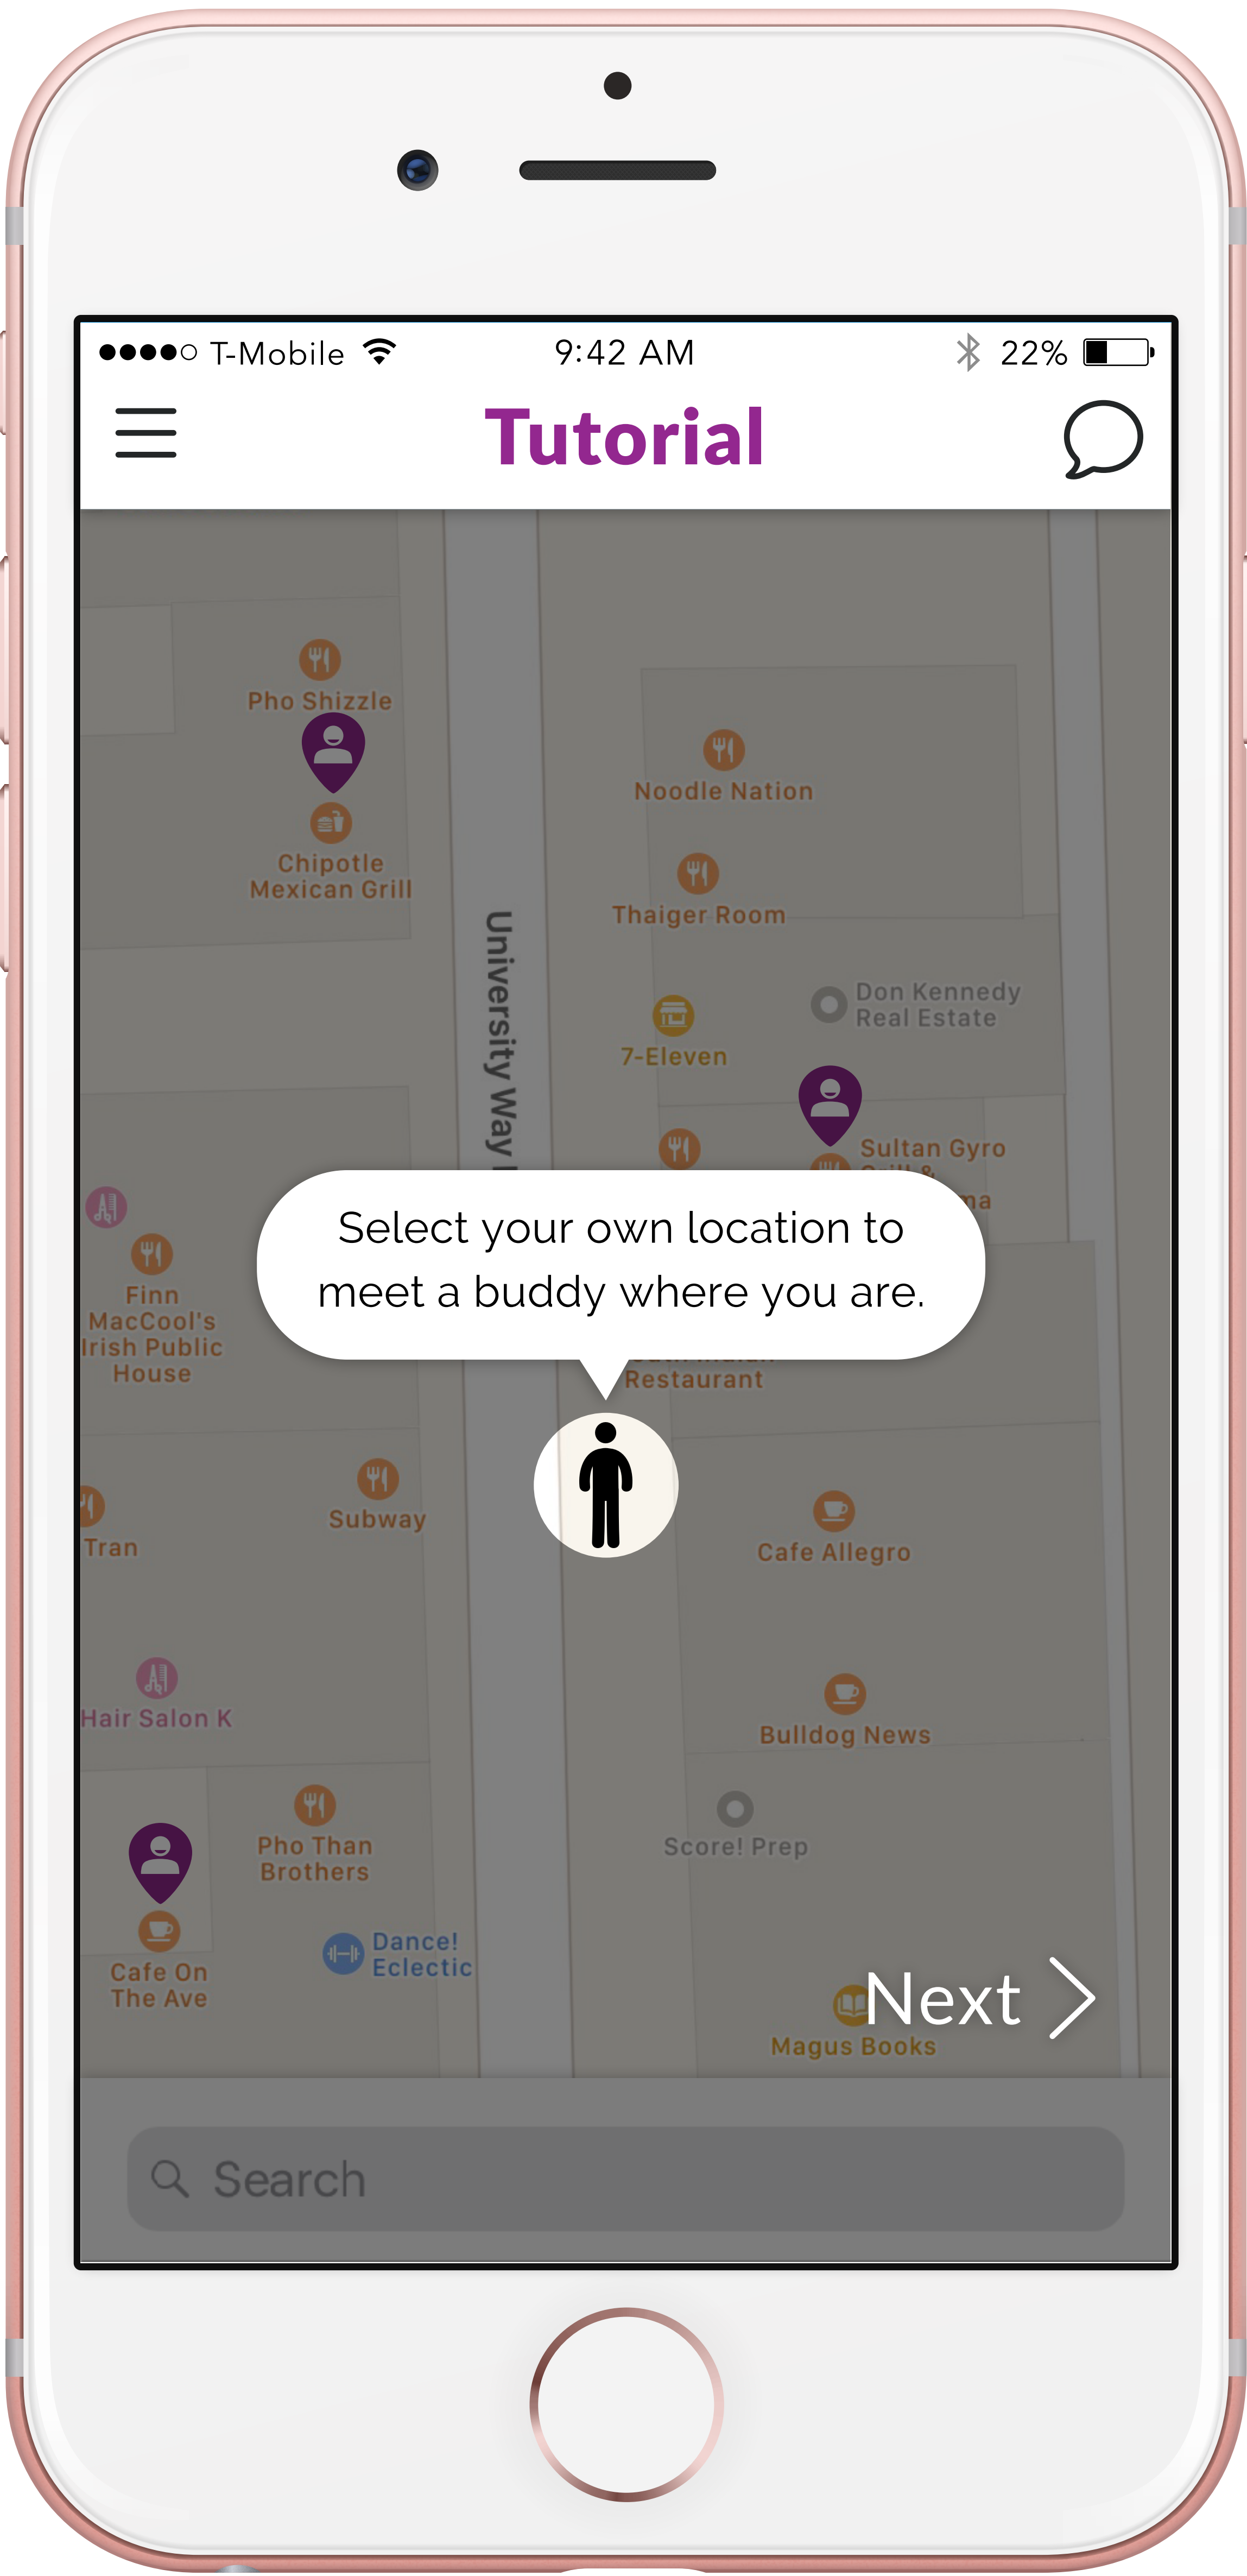 T-Mobile 9:42 AM 22%
Tutorial
Pho Shizzle
Noodle Nation
Chipotle
Mexican Grill
Thaiger Room
University Way
Don Kennedy
Real Estate
7-Eleven
Sultan Gyro
Select your own location to
meet a buddy where you are.
Finn
MacCool's
Irish Public
House
Restaurant
Subway
Tran
Cafe Allegro
Hair Salon K
Bulldog News
Pho Than
Brothers
Score! Prep
Dance!
Eclectic
Cafe On
The Ave
Next
Magus Books
Search